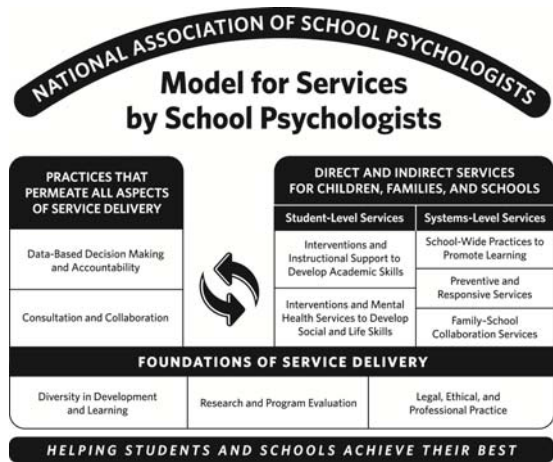 NATIONAL ASSOCIATION OF SCHOOL PSYCHOLOGISTS
Model for Services
by School Psychologists
PRACTICES THAT
PERMEATE ALL ASPECTS
OF SERVICE DELIVERY
Data-Based Decision Making
and Accountability
Consultation and Collaboration
DIRECT AND INDIRECT SERVICES
FOR CHILDREN, FAMILIES, AND SCHOOLS
Student-Level Services
Interventions and
Instructional Support to
Develop Academic Skills
Interventions and Mental
Health Services to Develop
Social and Life Skills
Systems-Level Services
School-Wide Practices to
Promote Learning
Preventive and
Responsive Services
Family–School
Collaboration Services
FOUNDATIONS OF SERVICE DELIVERY
Diversity in Development
and Learning
Research and Program Evaluation
Legal, Ethical, and
Professional Practice
HELPING STUDENTS AND SCHOOLS ACHIEVE THEIR BEST